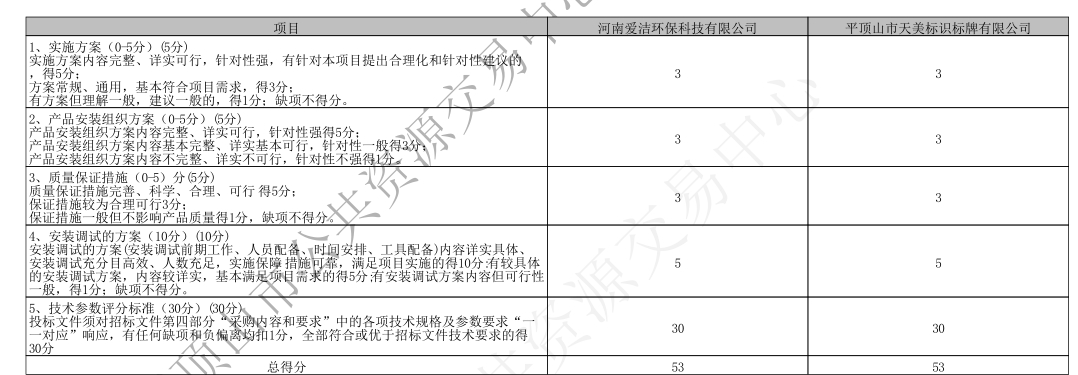 项目 河南爱洁环保科技有限公司 平顶山市天美标识标牌有限公司
1、实施方案（0-5分）(5分)
实施方案内容完整、详实可行，针对性强，有针对本项目提出合理化和针对性建议的
，得5分；
方案常规、通用，基本符合项目需求，得3分；
有方案但理解一般，建议一般的，得1分；缺项不得分。
3 3
2、产品安装组织方案（0-5分）(5分)
产品安装组织方案内容完整、详实可行，针对性强得5分；
产品安装组织方案内容基本完整、详实基本可行，针对性一般得3分；
产品安装组织方案内容不完整、详实不可行，针对性不强得1分。
3 3
3、质量保证措施（0-5）分(5分)
质量保证措施完善、科学、合理、可行 得5分；
保证措施较为合理可行3分；
保证措施一般但不影响产品质量得1分，缺项不得分。
3 3
4、安装调试的方案（10分）(10分)
安装调试的方案(安装调试前期工作、人员配备、时间安排、工具配备)内容详实具体、
安装调试充分目高效、人数充足，实施保障 措施可靠，满足项目实施的得10分;有较具体
的安装调试方案，内容较详实，基本满足项目需求的得5分;有安装调试方案内容但可行性
一般，得1分；缺项不得分。
5 5
5、技术参数评分标准（30分）(30分)
投标文件须对招标文件第四部分“采购内容和要求”中的各项技术规格及参数要求“一
一对应”响应，有任何缺项和负偏离均扣1分，全部符合或优于招标文件技术要求的得
30分
30 30
总得分 53 53
顶山市公共资源交易中心
共资源交易中心